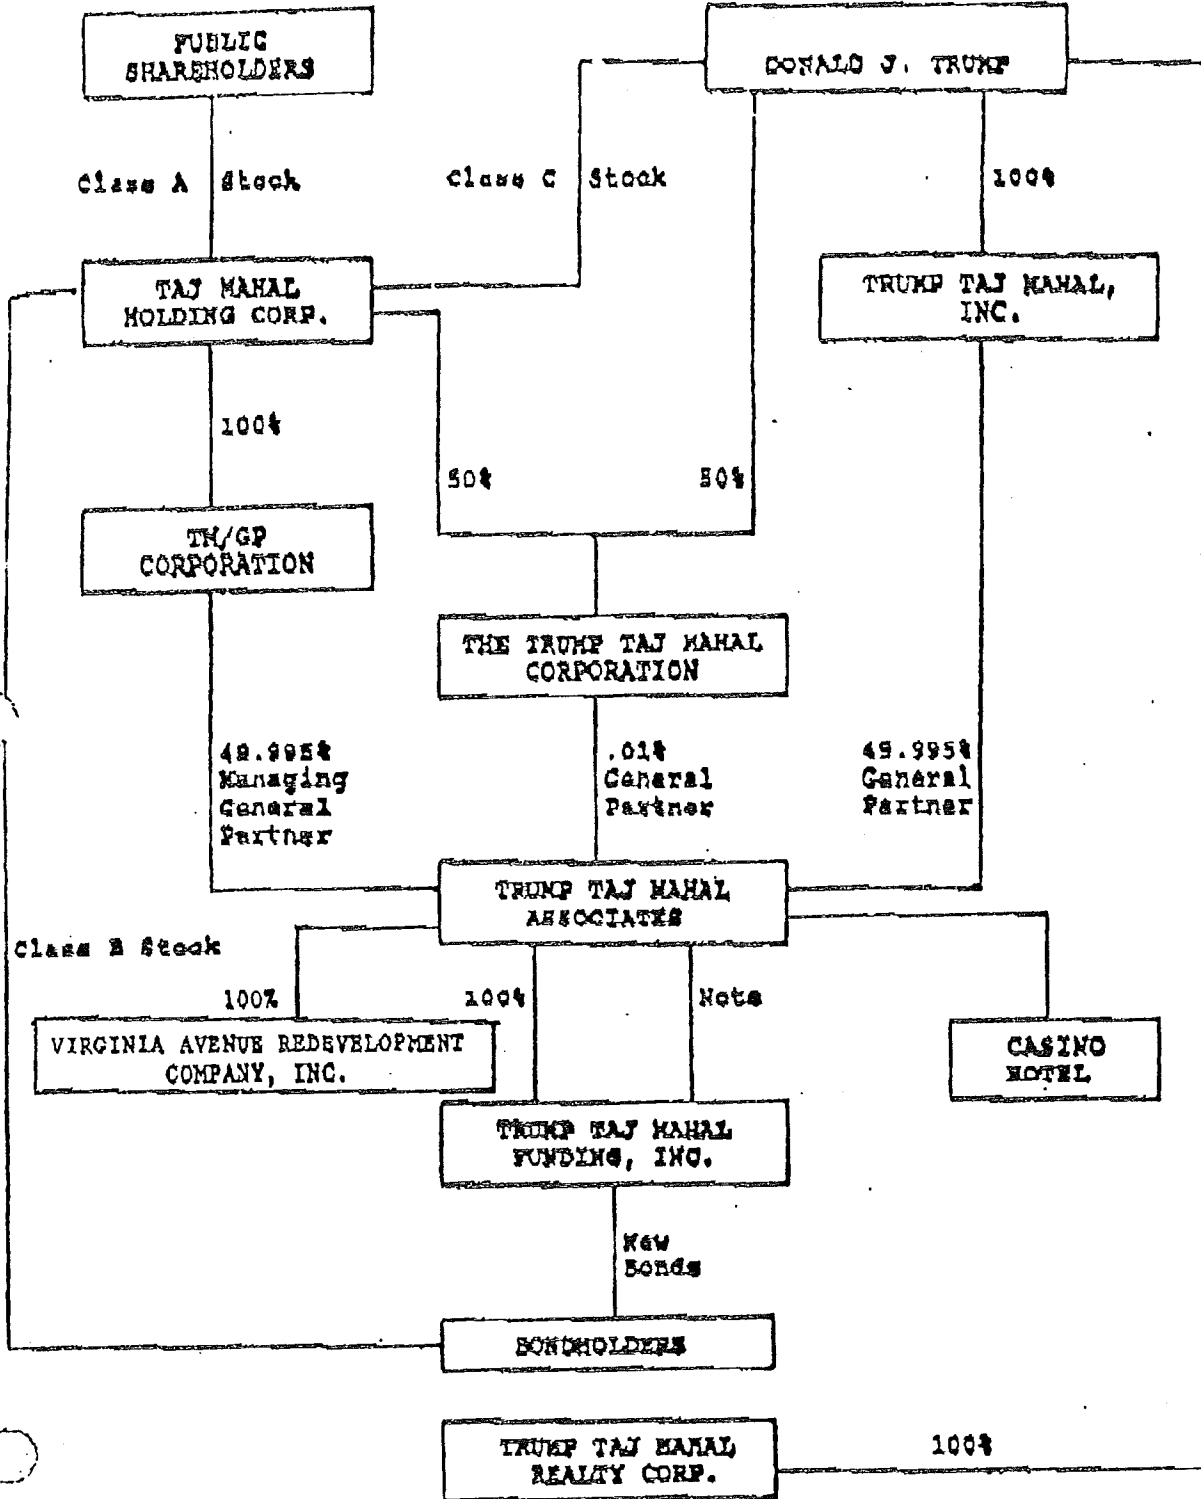 PUBLIC
SHAREHOLDERS
DONALD J. TRUMP
Class A Stock
Class C Stock
100%
TAJ MAHAL
HOLDING CORP.
TRUMP TAJ MAHAL,
INC.
100%
50%
50%
TM/GP
CORPORATION
THE TRUMP TAJ MAHAL
CORPORATION
49.995%
Managing
General
Partner
.01%
General
Partner
49.995%
General
Partner
TRUMP TAJ MAHAL
ASSOCIATES
Class B Stock
100%
100%
Note
VIRGINIA AVENUE REDEVELOPMENT
COMPANY, INC.
CASINO
HOTEL
TRUMP TAJ MAHAL
FUNDING, INC.
New
Bonds
BONDHOLDERS
TRUMP TAJ MAHAL
REALTY CORP.
100%